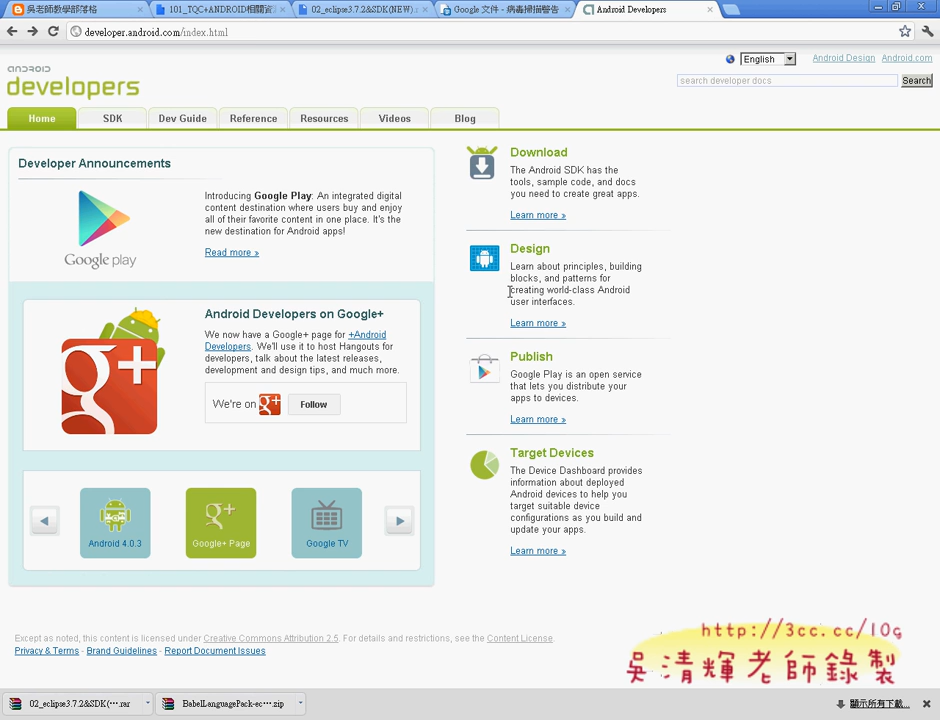 吳老師教學部落格
101_TQC+ANDROID相關資
02_eclipse3.7.2&SDK(NEW).r
Google 文件 - 病毒掃描警告
Android Developers
developer.android.com/index.html
English
Android Design
Android.com
ANDROID
developers
search developer docs
Search
Home
SDK
Dev Guide
Reference
Resources
Videos
Blog
Developer Announcements
Google play
Introducing Google Play: An integrated digital
content destination where users buy and enjoy
all of their favorite content in one place. It's the
new destination for Android apps!
Read more »
g+
Android Developers on Google+
We now have a Google+ page for +Android
Developers. We'll use it to host Hangouts for
developers, talk about the latest releases,
development and design tips, and much more.
We're on g+ Follow
Android 4.0.3
g+
Google+ Page
Google TV
Download
The Android SDK has the
tools, sample code, and docs
you need to create great apps.
Learn more »
Design
Learn about principles, building
blocks, and patterns for
creating world-class Android
user interfaces.
Learn more »
Publish
Google Play is an open service
that lets you distribute your
apps to devices.
Learn more »
Target Devices
The Device Dashboard provides
information about deployed
Android devices to help you
target suitable device
configurations as you build and
update your apps.
Learn more »
Except as noted, this content is licensed under Creative Commons Attribution 2.5. For details and restrictions, see the Content License.
Privacy & Terms - Brand Guidelines - Report Document Issues
http://3cc.cc/10g
吳清輝老師錄製
02_eclipse3.7.2&SDK(···.rar
BabelLanguagePack-ec···.zip
顯示所有下載...